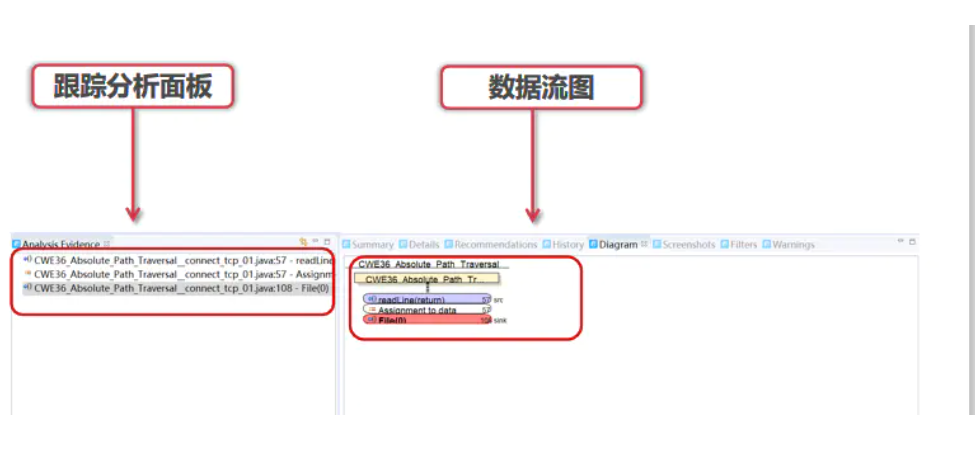 跟踪分析面板
数据流图
Analysis Evidence
CWE36_Absolute_Path_Traversal__connect_tcp_01.java:57 - readLine
CWE36_Absolute_Path_Traversal__connect_tcp_01.java:57 - Assignm
CWE36_Absolute_Path_Traversal__connect_tcp_01.java:108 - File(0)
Summary Details Recommendations History Diagram Screenshots Filters Warnings
CWE36_Absolute_Path_Traversal__
CWE36_Absolute_Path_Tr...
readLine(return) 57 src
Assignment to data 57
File(0) 108 sink